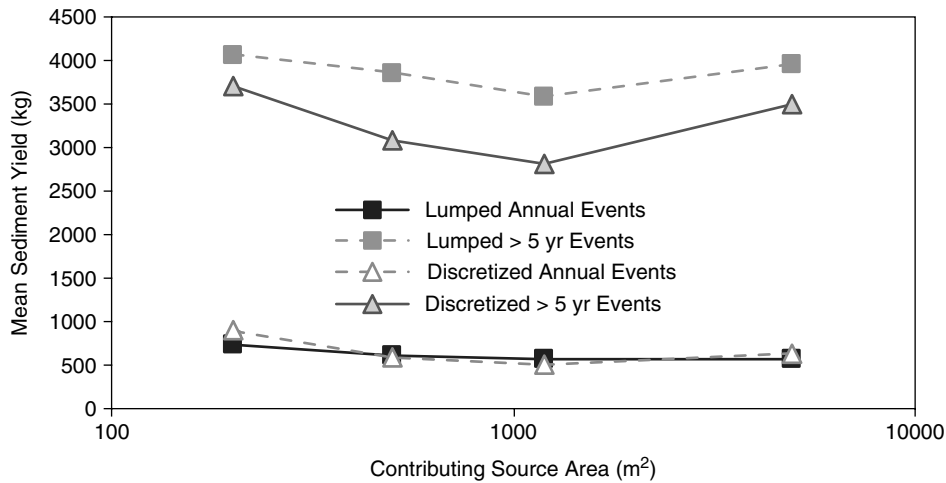 4500
4000
3500
3000
2500
2000
1500
1000
500
0
Mean Sediment Yield (kg)
Lumped Annual Events
Lumped > 5 yr Events
Discretized Annual Events
Discretized > 5 yr Events
100
1000
10000
Contributing Source Area (m²)